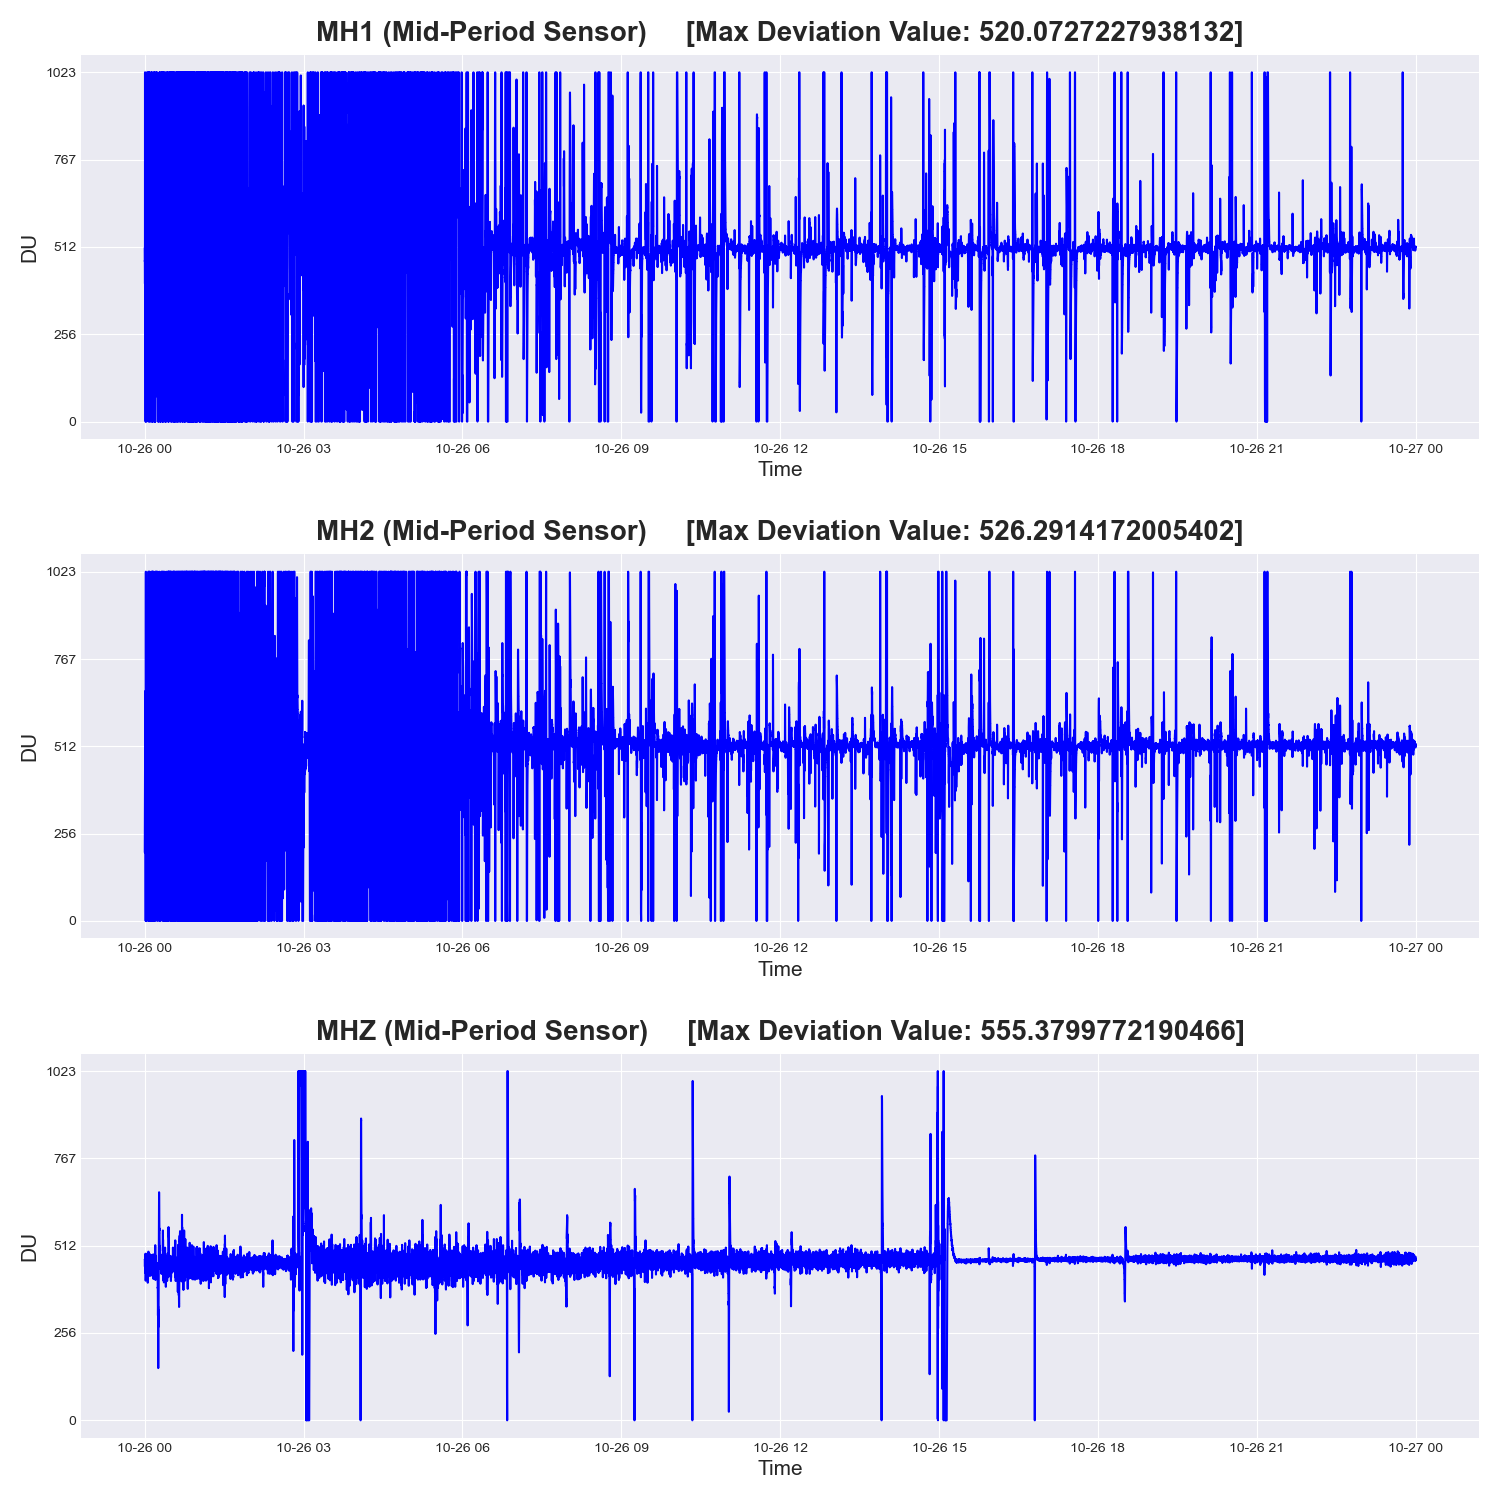 MH1 (Mid-Period Sensor) [Max Deviation Value: 520.0727227938132]
1023
767
512
256
0
DU
10-26 00 10-26 03 10-26 06 10-26 09 10-26 12 10-26 15 10-26 18 10-26 21 10-27 00
Time
MH2 (Mid-Period Sensor) [Max Deviation Value: 526.2914172005402]
1023
767
512
256
0
DU
10-26 00 10-26 03 10-26 06 10-26 09 10-26 12 10-26 15 10-26 18 10-26 21 10-27 00
Time
MHZ (Mid-Period Sensor) [Max Deviation Value: 555.3799772190466]
1023
767
512
256
0
DU
10-26 00 10-26 03 10-26 06 10-26 09 10-26 12 10-26 15 10-26 18 10-26 21 10-27 00
Time